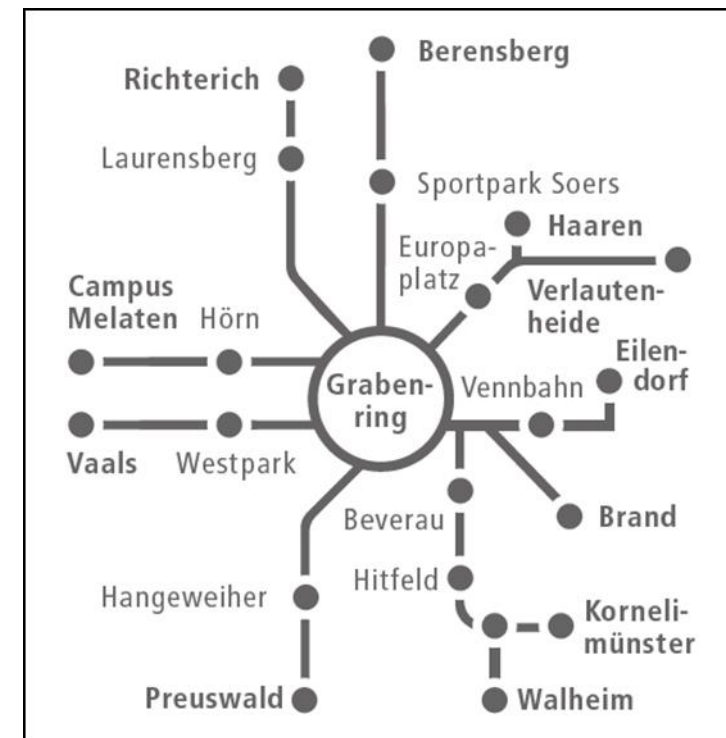 Berensberg
Richterich
Laurensberg
Sportpark Soers
Haaren
Europa-
platz
Verlauten-
heide
Campus
Melaten
Hörn
Eilen-
dorf
Graben-
ring
Vennbahn
Vaals
Westpark
Beverau
Brand
Hitfeld
Hangeweiher
Korneli-
münster
Preuswald
Walheim